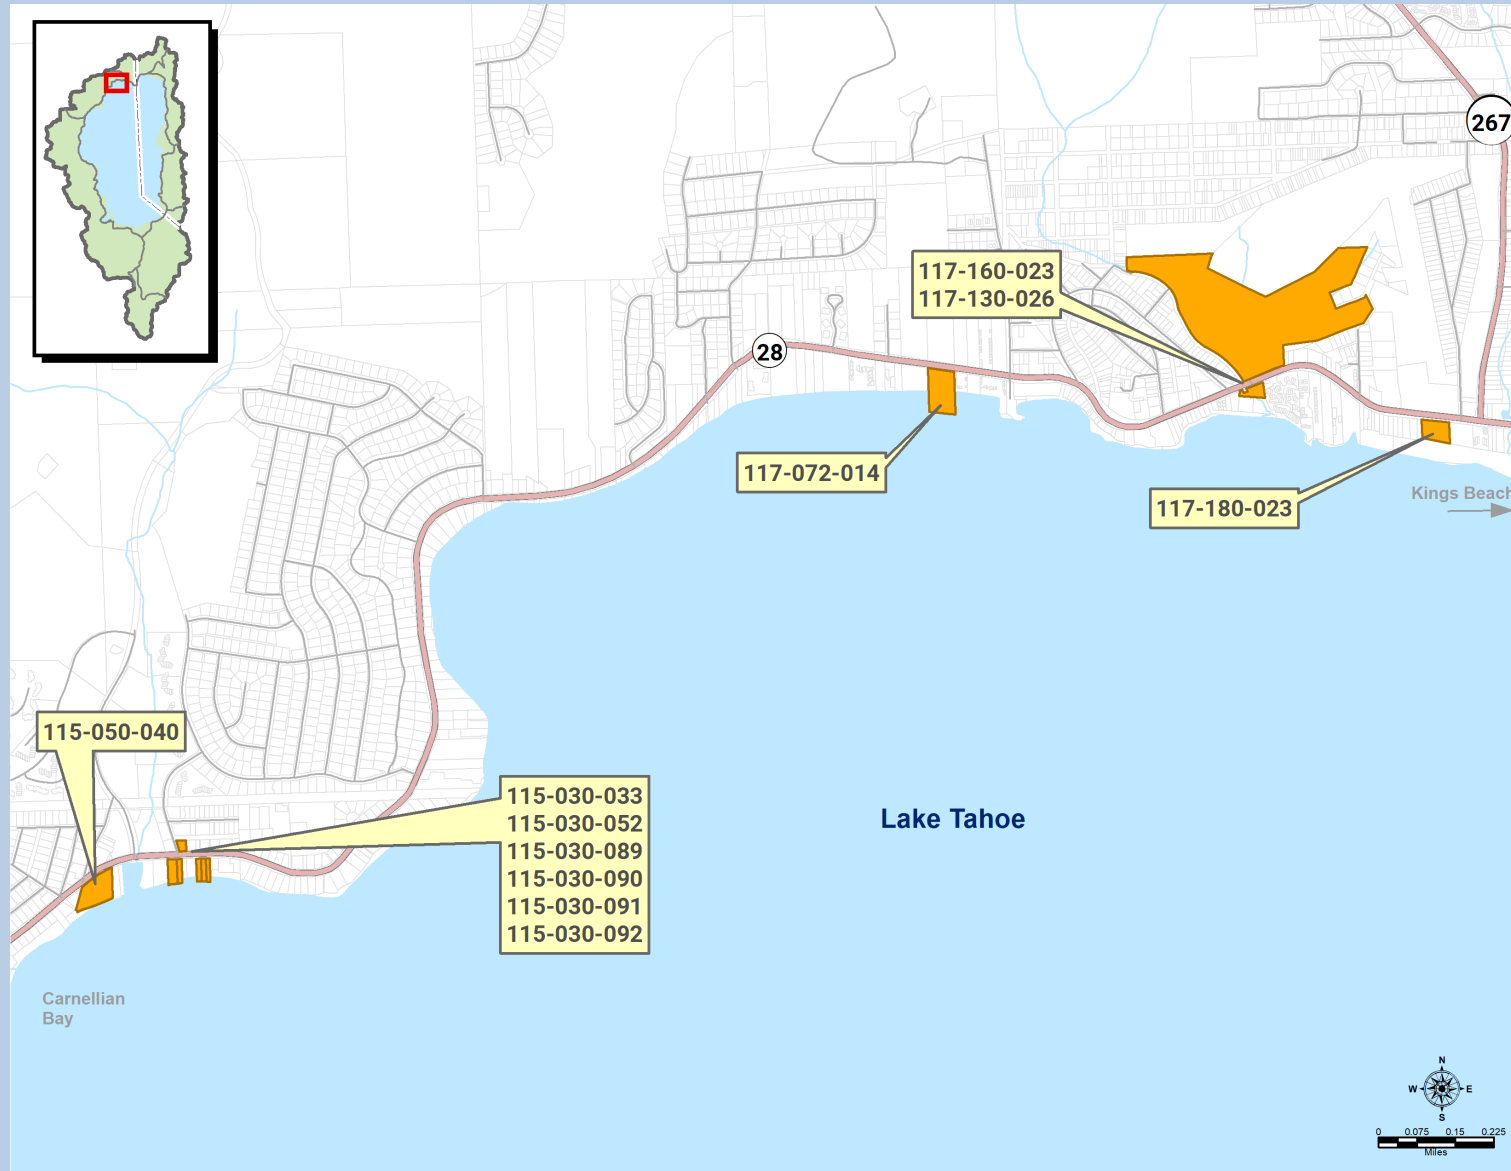 267
117-160-023
117-130-026
28
117-072-014
117-180-023
Kings Beach
115-050-040
115-030-033
115-030-052
115-030-089
115-030-090
115-030-091
115-030-092
Lake Tahoe
Carnellian
Bay
N
W E
S
0 0.075 0.15 0.225
Miles